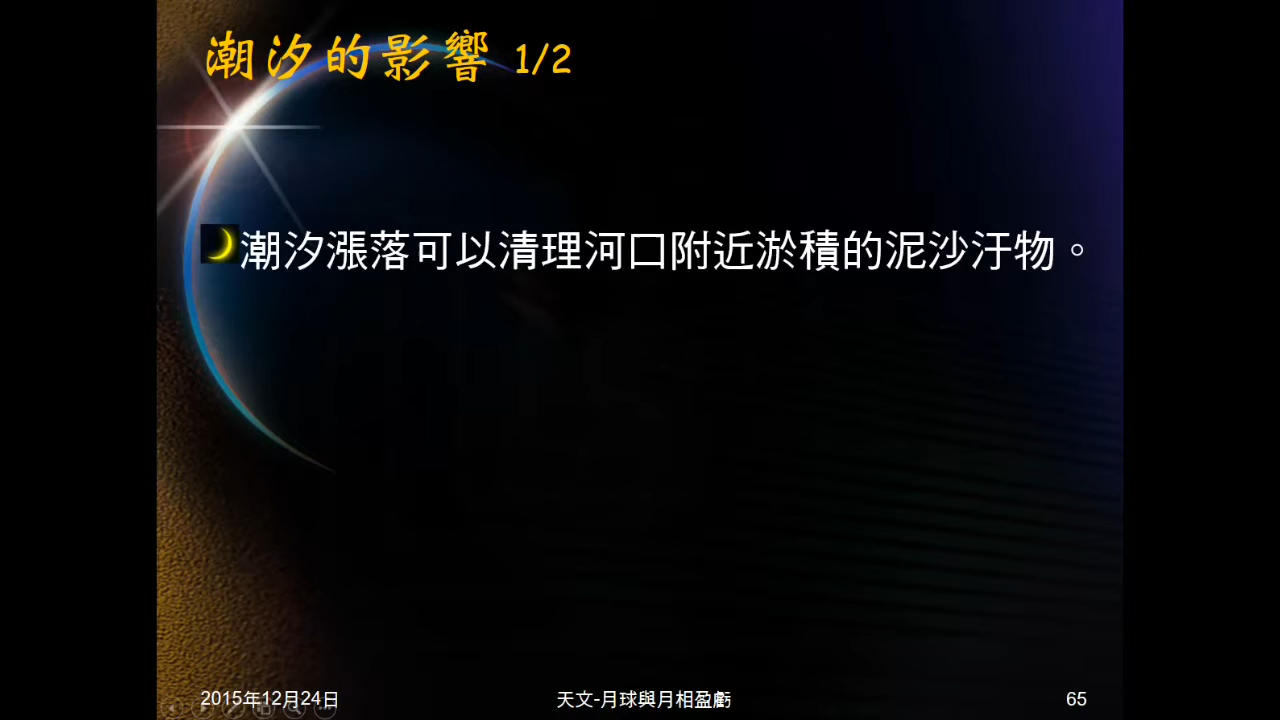 潮汐的影響 1/2
潮汐漲落可以清理河口附近淤積的泥沙汙物。
2015年12月24日
天文-月球與月相盈虧
65